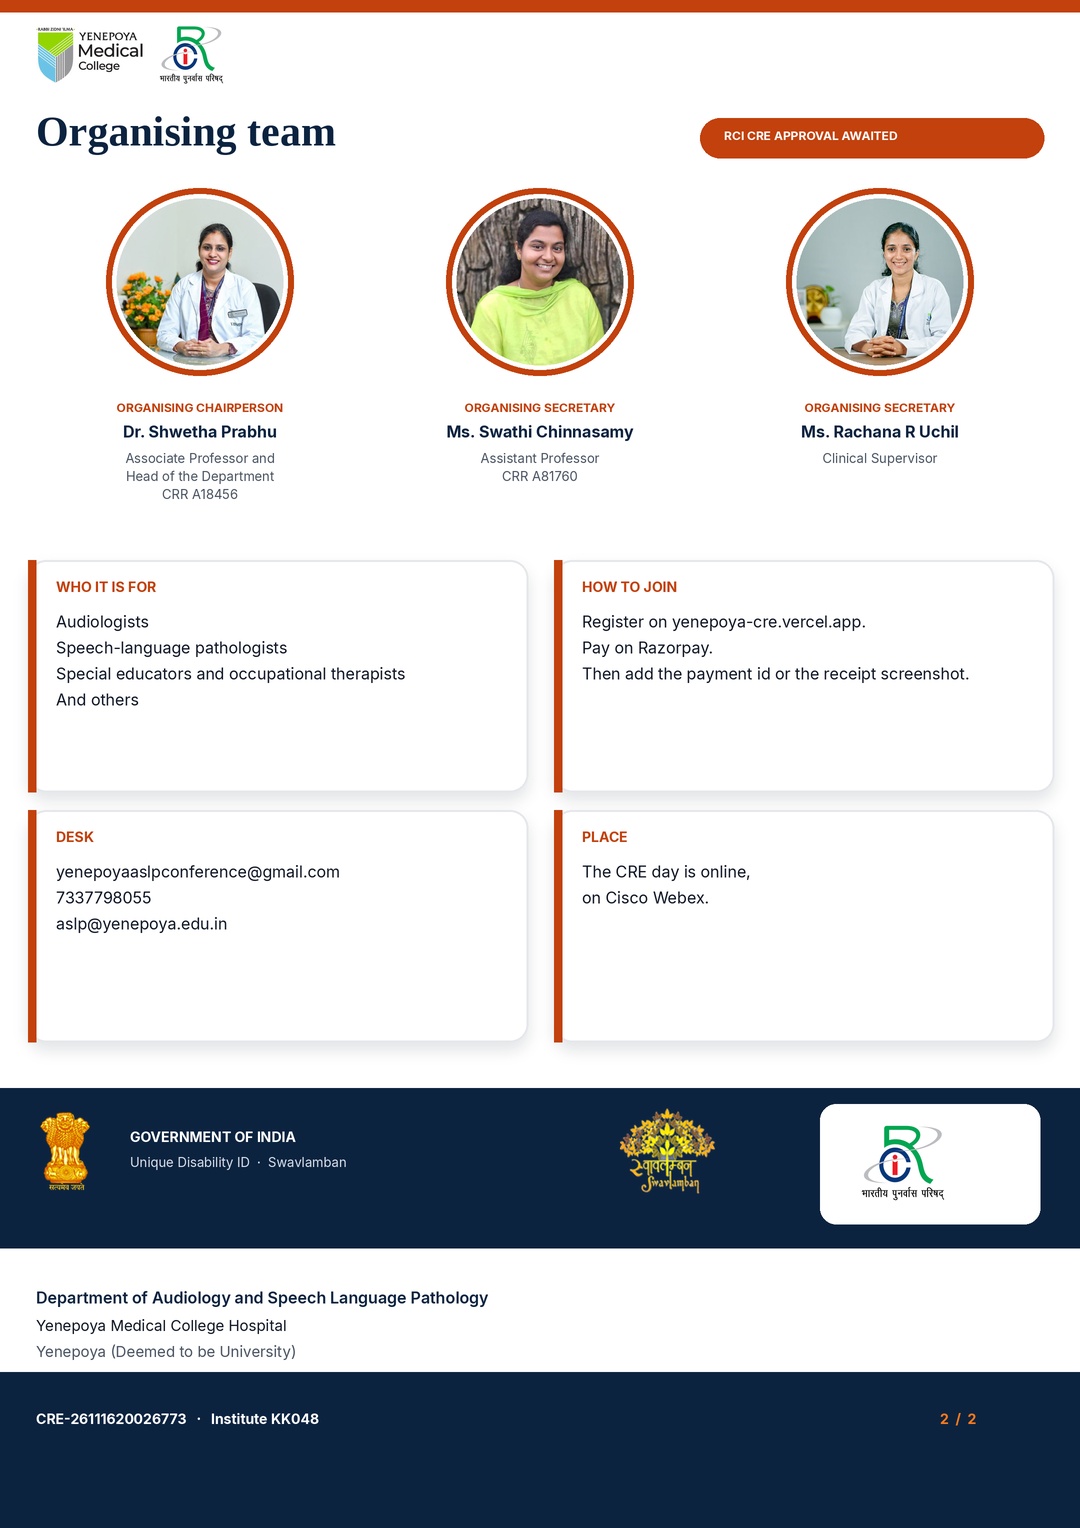 RABBI ZIDNI ILMA
YENEPOYA
Medical
College
भारतीय पुनर्वास परिषद्
Organising team
RCI CRE APPROVAL AWAITED
ORGANISING CHAIRPERSON
Dr. Shwetha Prabhu
Associate Professor and
Head of the Department
CRR A18456
ORGANISING SECRETARY
Ms. Swathi Chinnasamy
Assistant Professor
CRR A81760
ORGANISING SECRETARY
Ms. Rachana R Uchil
Clinical Supervisor
WHO IT IS FOR
Audiologists
Speech-language pathologists
Special educators and occupational therapists
And others
HOW TO JOIN
Register on yenepoya-cre.vercel.app.
Pay on Razorpay.
Then add the payment id or the receipt screenshot.
DESK
yenepoyaaslpconference@gmail.com
7337798055
aslp@yenepoya.edu.in
PLACE
The CRE day is online,
on Cisco Webex.
सत्यमेव जयते
GOVERNMENT OF INDIA
Unique Disability ID · Swavlamban
स्वावलम्बन
Swavlamban
भारतीय पुनर्वास परिषद्
Department of Audiology and Speech Language Pathology
Yenepoya Medical College Hospital
Yenepoya (Deemed to be University)
CRE-26111620026773 · Institute KK048
2 / 2